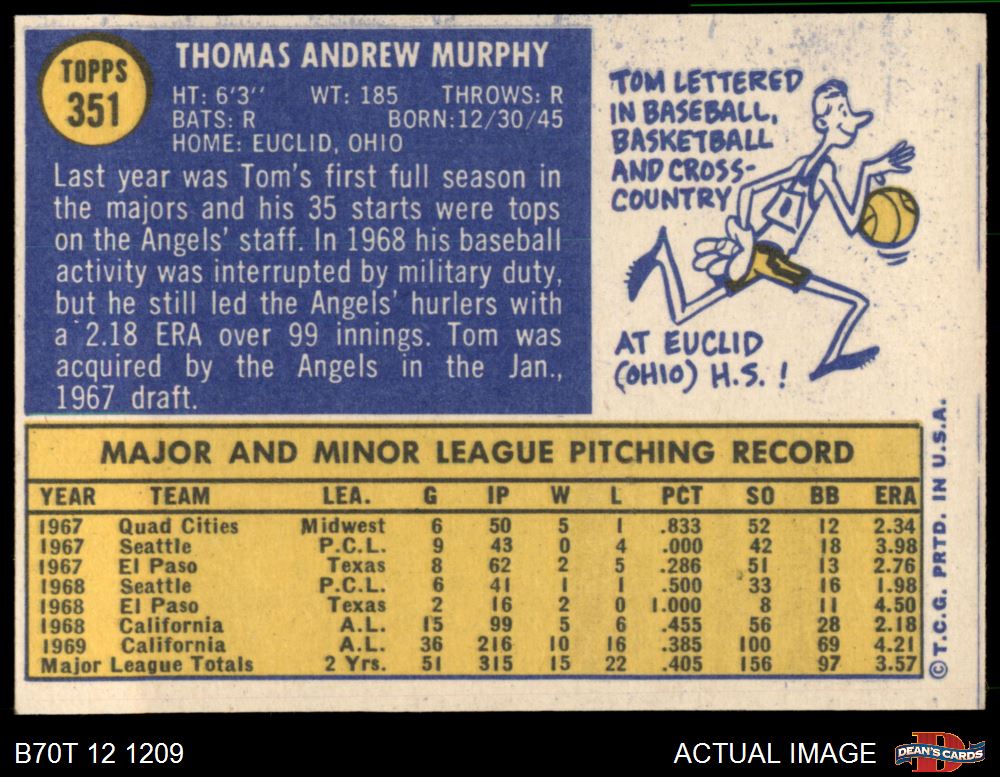 TOPPS
351
THOMAS ANDREW MURPHY
HT: 6'3'' WT: 185 THROWS: R
BATS: R BORN:12/30/45
HOME: EUCLID, OHIO
Last year was Tom's first full season in
the majors and his 35 starts were tops
on the Angels' staff. In 1968 his baseball
activity was interrupted by military duty,
but he still led the Angels' hurlers with
a 2.18 ERA over 99 innings. Tom was
acquired by the Angels in the Jan.,
1967 draft.
TOM LETTERED
IN BASEBALL,
BASKETBALL
AND CROSS-
COUNTRY
AT EUCLID
(OHIO) H.S. !
MAJOR AND MINOR LEAGUE PITCHING RECORD
YEAR TEAM LEA. G IP W L PCT SO BB ERA
1967 Quad Cities Midwest 6 50 5 1 .833 52 12 2.34
1967 Seattle P.C.L. 9 43 0 4 .000 42 18 3.98
1967 El Paso Texas 8 62 2 5 .286 51 13 2.76
1968 Seattle P.C.L. 6 41 1 1 .500 33 16 1.98
1968 El Paso Texas 2 16 2 0 1.000 8 11 4.50
1968 California A.L. 15 99 5 6 .455 56 28 2.18
1969 California A.L. 36 216 10 16 .385 100 69 4.21
Major League Totals 2 Yrs. 51 315 15 22 .405 156 97 3.57
© T.C.G. PRTD. IN U.S.A.
B70T 12 1209
ACTUAL IMAGE
DEAN'S CARDS